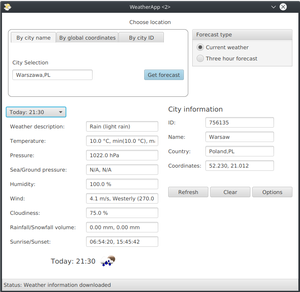 WeatherApp <2>
Choose location
By city name
By global coordinates
By city ID
City Selection
Warszawa,PL
Get forecast
Forecast type
Current weather
Three hour forecast
Today: 21:30
Weather description:
Rain (light rain)
Temperature:
10.0 °C, min(10.0 °C), m
Pressure:
1022.0 hPa
Sea/Ground pressure:
N/A, N/A
Humidity:
100.0 %
Wind:
4.1 m/s, Westerly (270.0
Cloudiness:
75.0 %
Rainfall/Snowfall volume:
0.00 mm, 0.00 mm
Sunrise/Sunset:
06:54:20, 15:45:42
Today: 21:30
City information
ID:
756135
Name:
Warsaw
Country:
Poland,PL
Coordinates:
52.230, 21.012
Refresh
Clear
Options
Status: Weather information downloaded